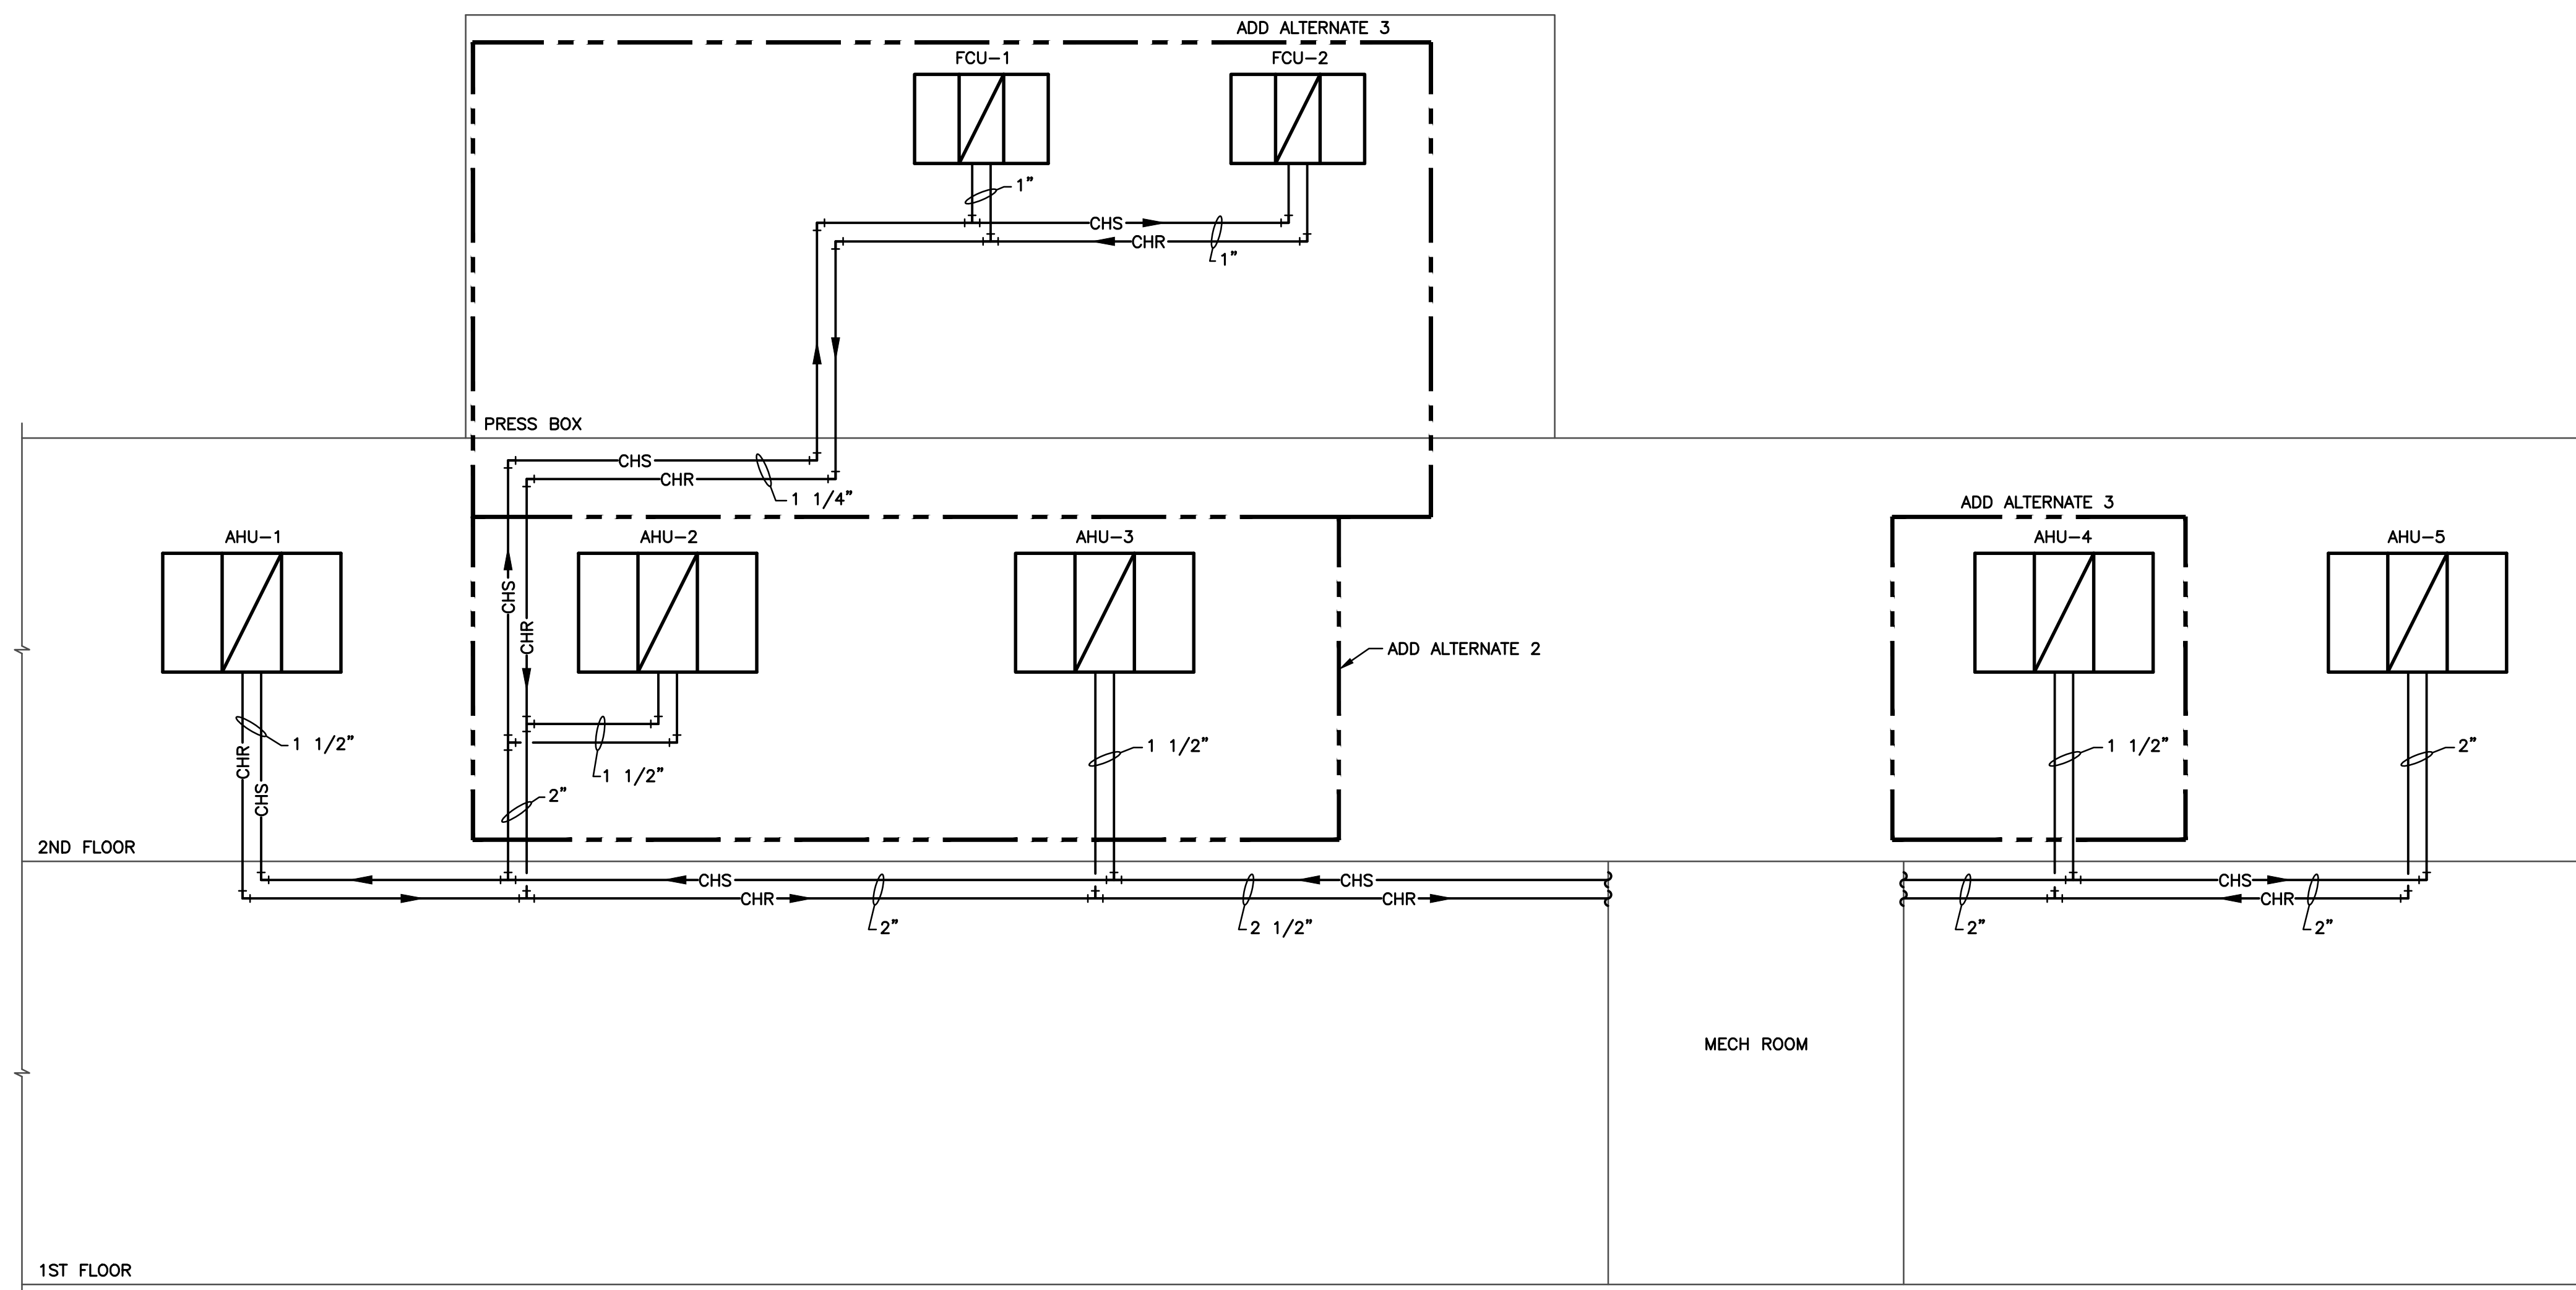 ADD ALTERNATE 3
FCU-1
FCU-2
1"
CHS
CHR
1"
PRESS BOX
CHS
CHR
1 1/4"
ADD ALTERNATE 3
AHU-1
AHU-2
AHU-3
AHU-4
AHU-5
CHS
CHR
ADD ALTERNATE 2
1 1/2"
1 1/2"
1 1/2"
2"
CHR
1 1/2"
CHS
2"
2ND FLOOR
CHS
CHS
CHS
CHR
CHR
CHR
2"
2 1/2"
2"
2"
MECH ROOM
1ST FLOOR